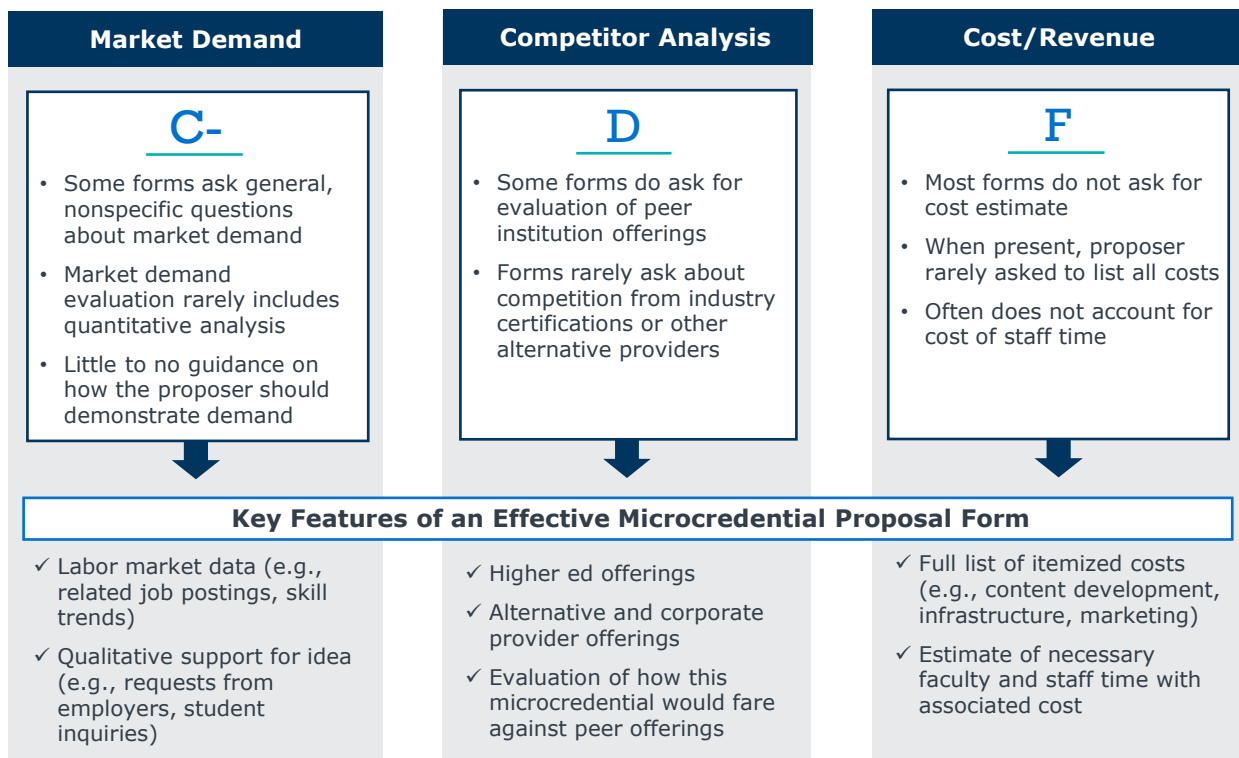 Market Demand
C-
• Some forms ask general,
nonspecific questions
about market demand
• Market demand
evaluation rarely includes
quantitative analysis
• Little to no guidance on
how the proposer should
demonstrate demand
Competitor Analysis
D
• Some forms do ask for
evaluation of peer
institution offerings
• Forms rarely ask about
competition from industry
certifications or other
alternative providers
Cost/Revenue
F
• Most forms do not ask for
cost estimate
• When present, proposer
rarely asked to list all costs
• Often does not account for
cost of staff time
Key Features of an Effective Microcredential Proposal Form
✓ Labor market data (e.g.,
related job postings, skill
trends)
✓ Qualitative support for idea
(e.g., requests from
employers, student
inquiries)
✓ Higher ed offerings
✓ Alternative and corporate
provider offerings
✓ Evaluation of how this
microcredential would fare
against peer offerings
✓ Full list of itemized costs
(e.g., content development,
infrastructure, marketing)
✓ Estimate of necessary
faculty and staff time with
associated cost